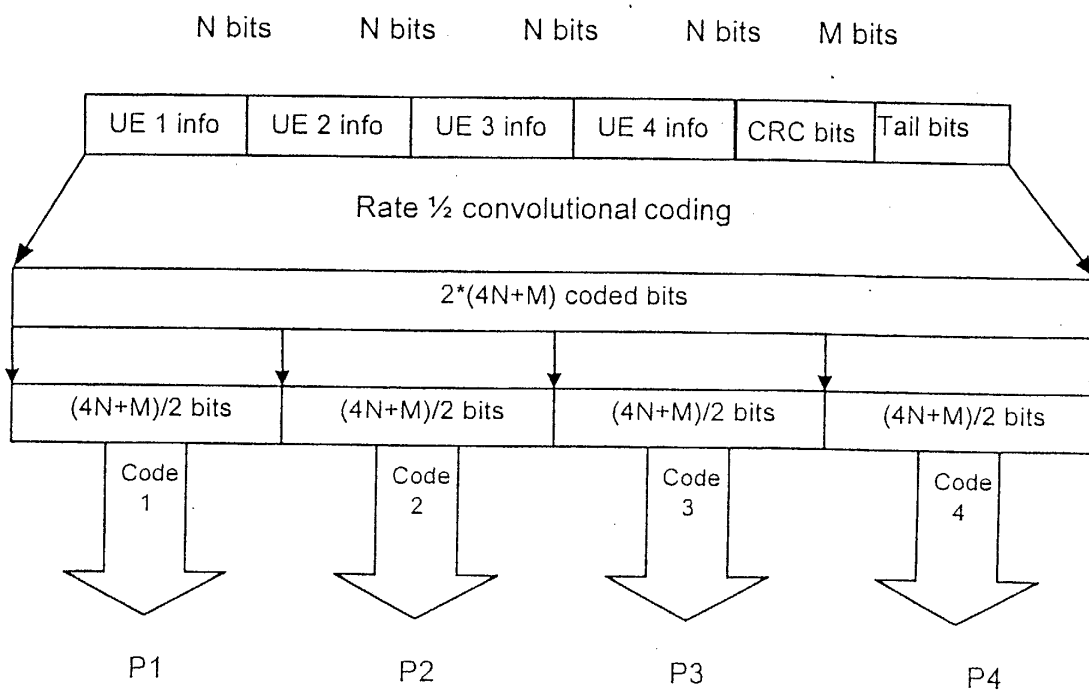 N bits N bits N bits N bits M bits
UE 1 info UE 2 info UE 3 info UE 4 info CRC bits Tail bits
Rate ½ convolutional coding
2*(4N+M) coded bits
(4N+M)/2 bits (4N+M)/2 bits (4N+M)/2 bits (4N+M)/2 bits
Code Code Code Code
1 2 3 4
P1 P2 P3 P4